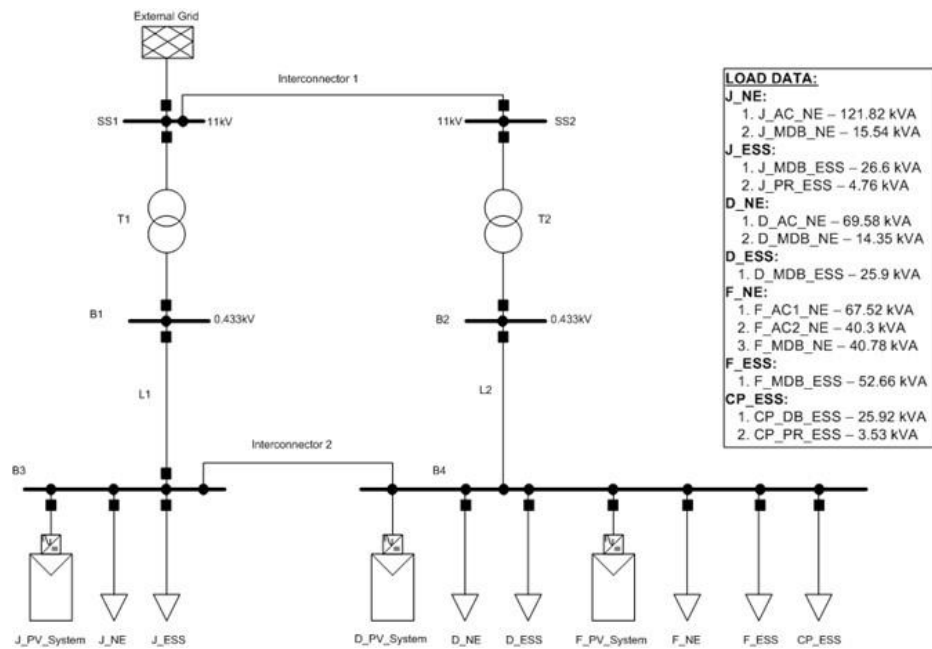 External Grid
Interconnector 1
SS1
11kV
11kV
SS2
T1
T2
B1
0.433kV
B2
0.433kV
L1
L2
Interconnector 2
B3
B4
J_PV_System
J_NE
J_ESS
D_PV_System
D_NE
D_ESS
F_PV_System
F_NE
F_ESS
CP_ESS
LOAD DATA:
J_NE:
1. J_AC_NE – 121.82 kVA
2. J_MDB_NE – 15.54 kVA
J_ESS:
1. J_MDB_ESS – 26.6 kVA
2. J_PR_ESS – 4.76 kVA
D_NE:
1. D_AC_NE – 69.58 kVA
2. D_MDB_NE – 14.35 kVA
D_ESS:
1. D_MDB_ESS – 25.9 kVA
F_NE:
1. F_AC1_NE – 67.52 kVA
2. F_AC2_NE – 40.3 kVA
3. F_MDB_NE – 40.78 kVA
F_ESS:
1. F_MDB_ESS – 52.66 kVA
CP_ESS:
1. CP_DB_ESS – 25.92 kVA
2. CP_PR_ESS – 3.53 kVA